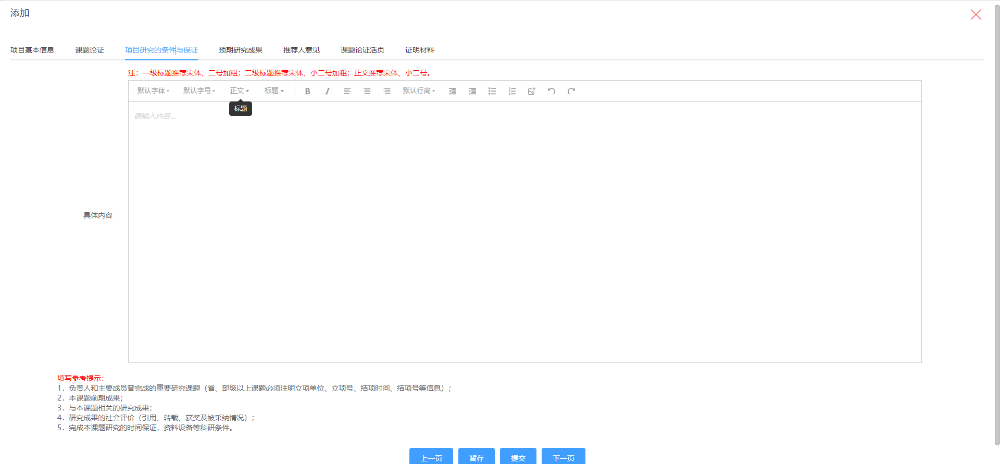 添加
项目基本信息 课题论证 项目研究的条件与保证 预期研究成果 推荐人意见 课题论证活页 证明材料
注：一级标题推荐宋体、二号加粗；二级标题推荐宋体、小二号加粗；正文推荐宋体、小二号。
默认字体 默认字号 正文 标题 B I 默认行高
标题
请输入内容...
具体内容
填写参考提示：
1. 负责人和主要成员曾完成的重要研究课题（省、部级以上课题必须注明立项单位、立项号、结项时间、结项号等信息）；
2. 本课题前期成果；
3. 与本课题相关的研究成果；
4. 研究成果的社会评价（引用、转载、获奖及被采纳情况）；
5. 完成本课题研究的时间保证，资料设备等科研条件。
上一页 暂存 提交 下一页